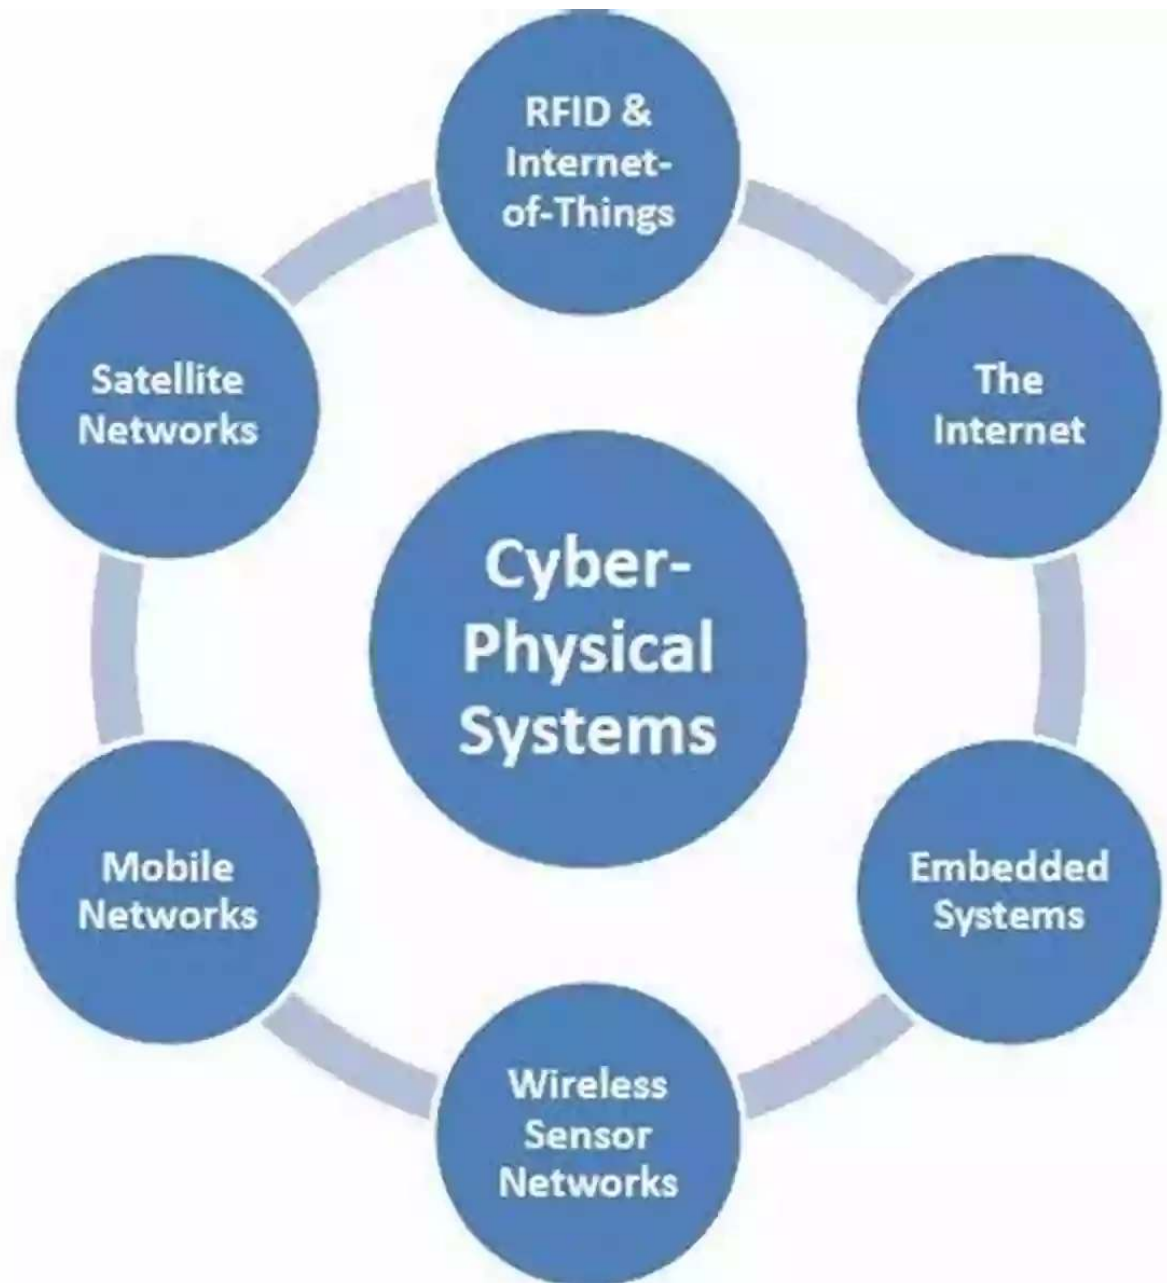 RFID &
Internet-
of-Things
The
Internet
Embedded
Systems
Wireless
Sensor
Networks
Mobile
Networks
Satellite
Networks
Cyber-
Physical
Systems